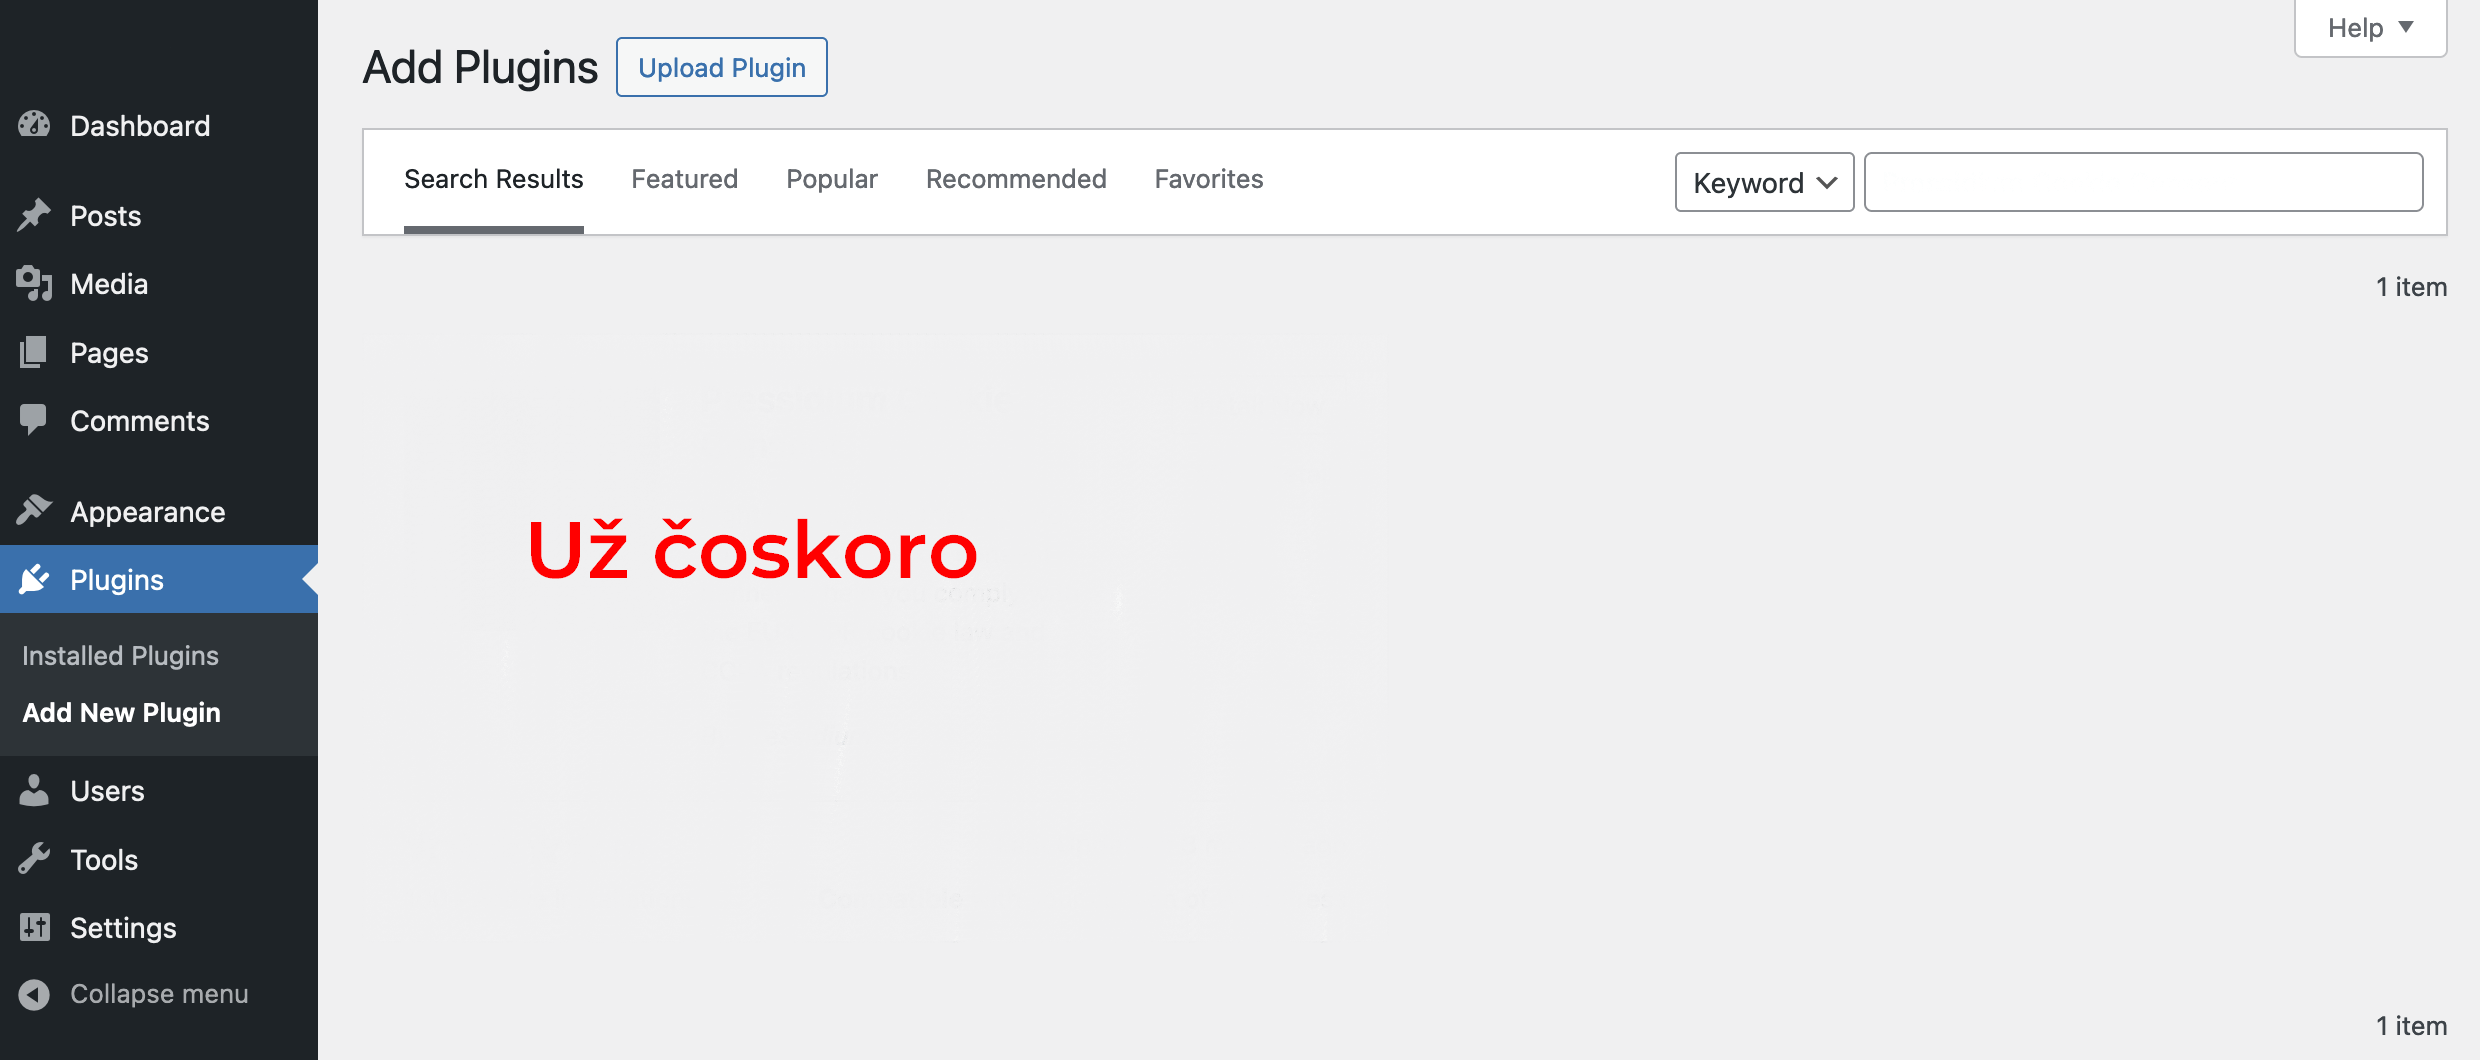 Help
Add Plugins
Upload Plugin
Dashboard
Search Results Featured Popular Recommended Favorites
Keyword
Posts
Media
1 item
Pages
Comments
Appearance
Už čoskoro
Plugins
Installed Plugins
Add New Plugin
Users
Tools
Settings
Collapse menu
1 item